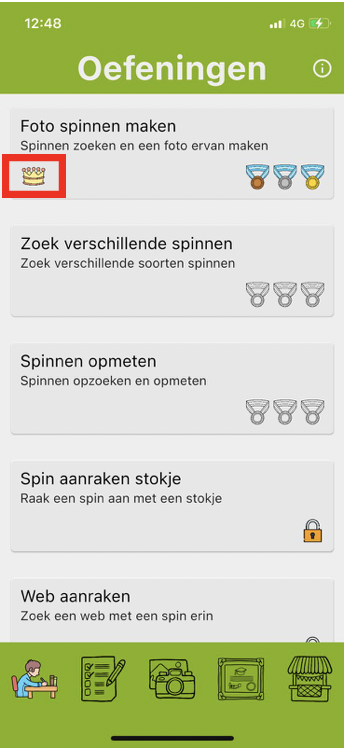 12:48
4G
Oefeningen
Foto spinnen maken
Spinnen zoeken en een foto ervan maken
Zoek verschillende spinnen
Zoek verschillende soorten spinnen
Spinnen opmeten
Spinnen opzoeken en opmeten
Spin aanraken stokje
Raak een spin aan met een stokje
Web aanraken
Zoek een web met een spin erin